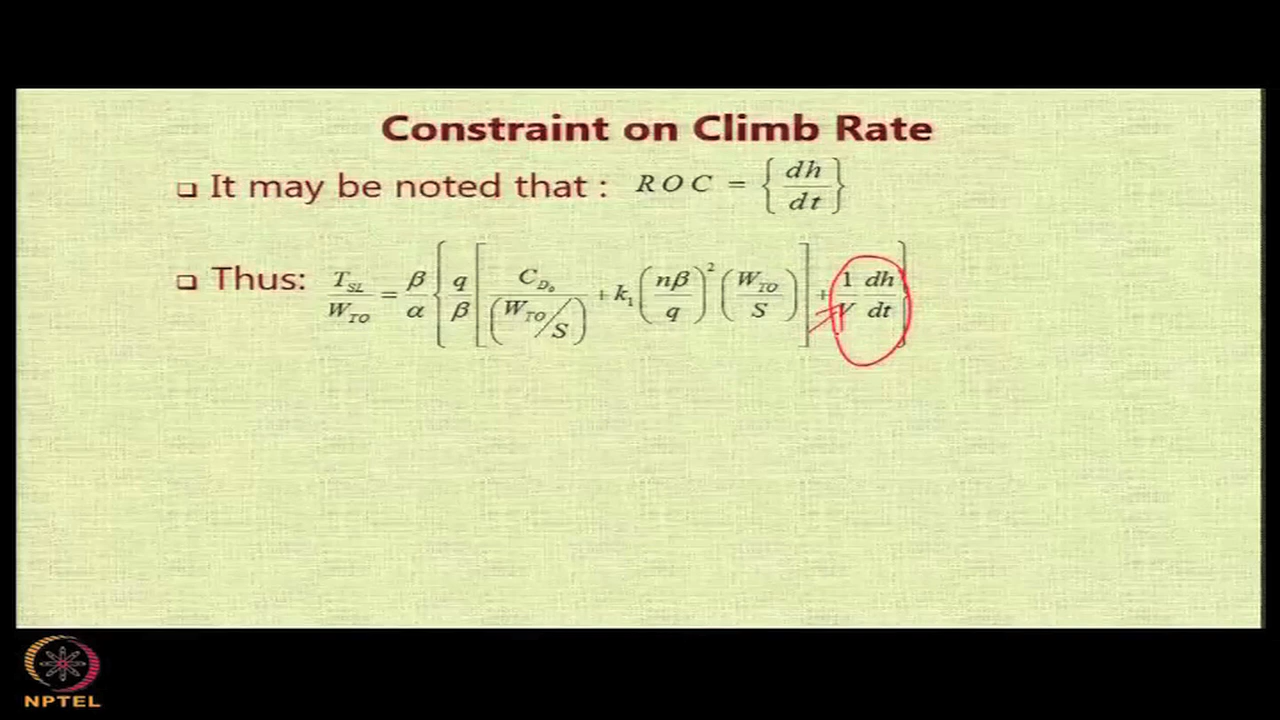 Constraint on Climb Rate
❑ It may be noted that : ROC = {dh/dt}
❑ Thus: T_SL/W_TO = β/α {q/β [C_D₀/(W_TO/S) + k₁ (nβ/q)² (W_TO/S)] + 1/V dh/dt}
NPTEL